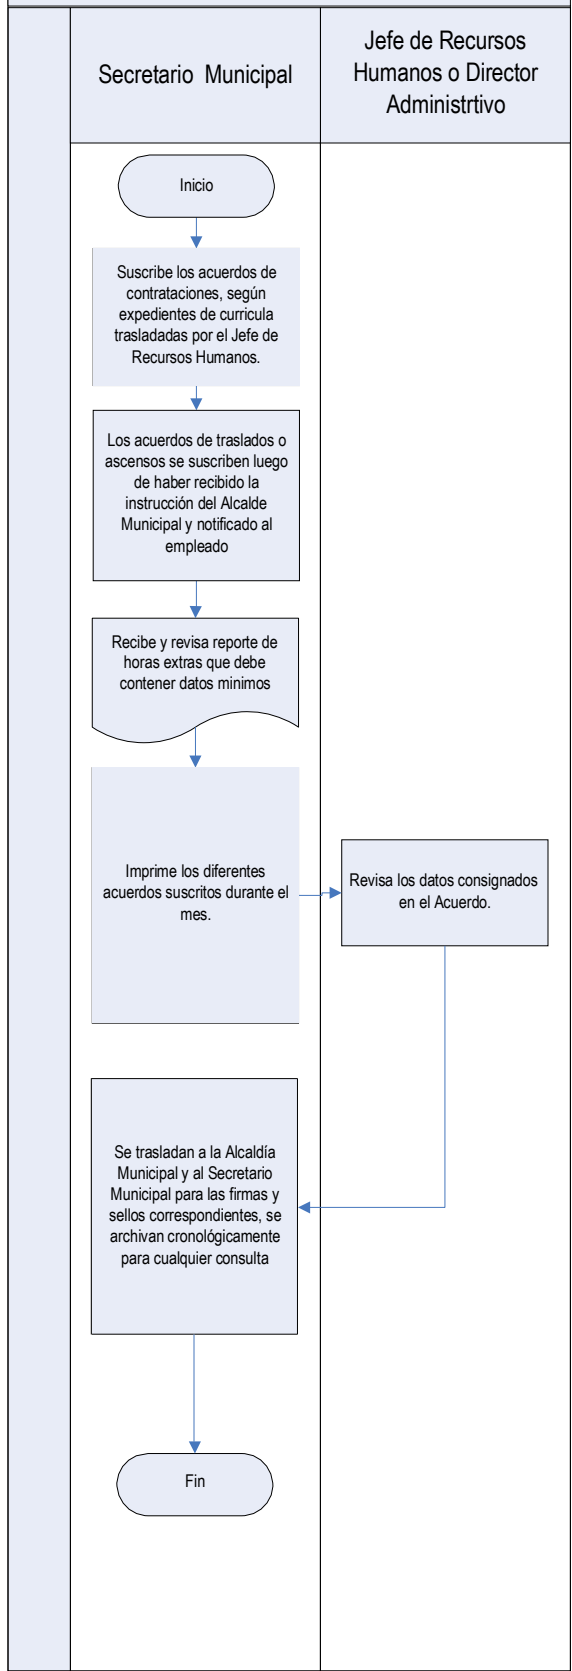 Secretario Municipal
Jefe de Recursos
Humanos o Director
Administrtivo
Inicio
Suscribe los acuerdos de
contrataciones, según
expedientes de curricula
trasladadas por el Jefe de
Recursos Humanos.
Los acuerdos de traslados o
ascensos se suscriben luego
de haber recibido la
instrucción del Alcalde
Municipal y notificado al
empleado
Recibe y revisa reporte de
horas extras que debe
contener datos minimos
Imprime los diferentes
acuerdos suscritos durante el
mes.
Revisa los datos consignados
en el Acuerdo.
Se trasladan a la Alcaldía
Municipal y al Secretario
Municipal para las firmas y
sellos correspondientes, se
archivan cronológicamente
para cualquier consulta
Fin